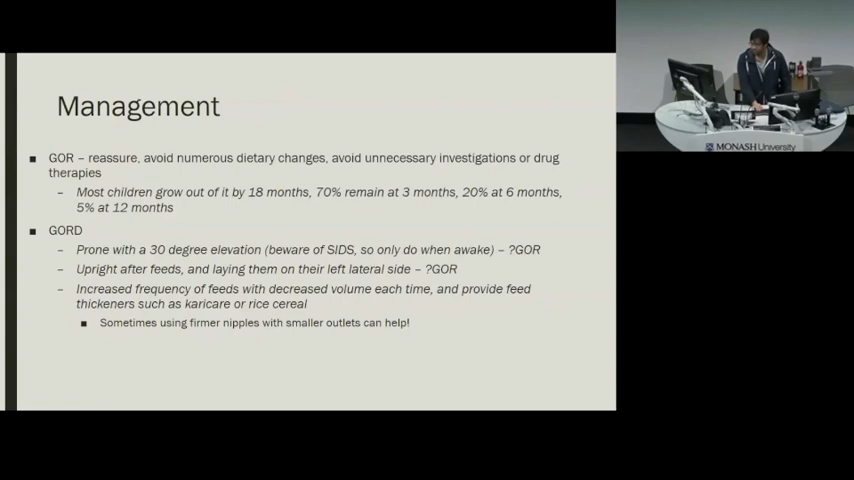 Management
■ GOR – reassure, avoid numerous dietary changes, avoid unnecessary investigations or drug
therapies
– Most children grow out of it by 18 months, 70% remain at 3 months, 20% at 6 months,
5% at 12 months
■ GORD
– Prone with a 30 degree elevation (beware of SIDS, so only do when awake) – ?GOR
– Upright after feeds, and laying them on their left lateral side – ?GOR
– Increased frequency of feeds with decreased volume each time, and provide feed
thickeners such as karicare or rice cereal
■ Sometimes using firmer nipples with smaller outlets can help!
MONASH University